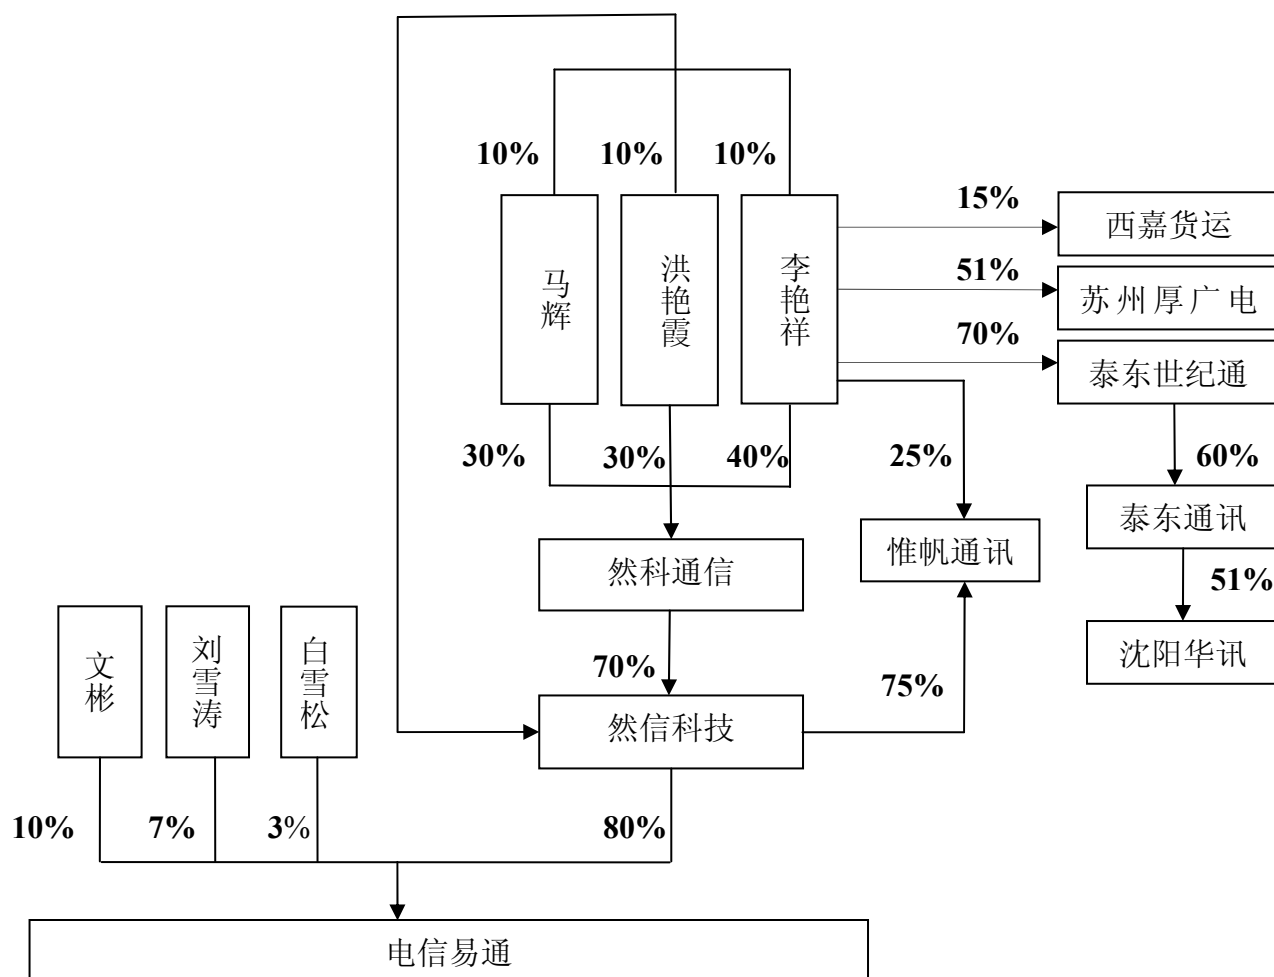 10%
10%
10%
15%
西嘉货运
马辉
洪艳霞
李艳祥
51%
苏州厚广电
70%
泰东世纪通
30%
30%
40%
25%
60%
泰东通讯
然科通信
惟帆通讯
51%
沈阳华讯
文彬
刘雪涛
白雪松
70%
75%
然信科技
10%
7%
3%
80%
电信易通